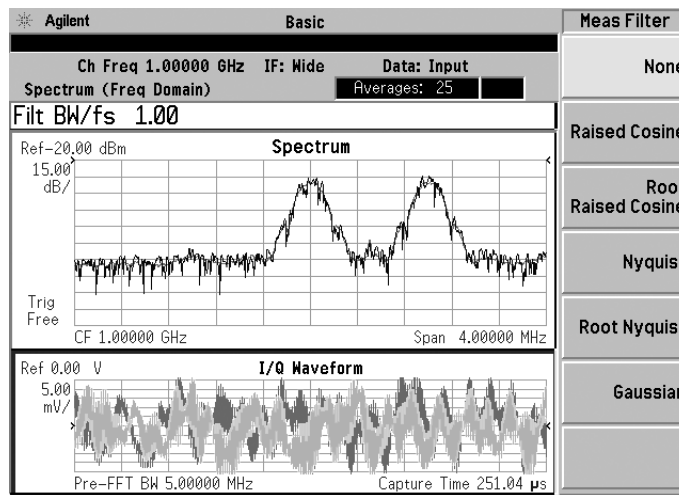 Agilent Basic Meas Filter
Ch Freq 1.00000 GHz IF: Wide Data: Input
Spectrum (Freq Domain) Averages: 25
Filt BW/fs 1.00
Ref-20.00 dBm Spectrum
15.00
dB/
Trig
Free
CF 1.00000 GHz Span 4.00000 MHz
Ref 0.00 V I/Q Waveform
5.00
mV/
Pre-FFT BW 5.00000 MHz Capture Time 251.04 µs
None
Raised Cosine
Roo
Raised Cosine
Nyquis
Root Nyquis
Gaussian